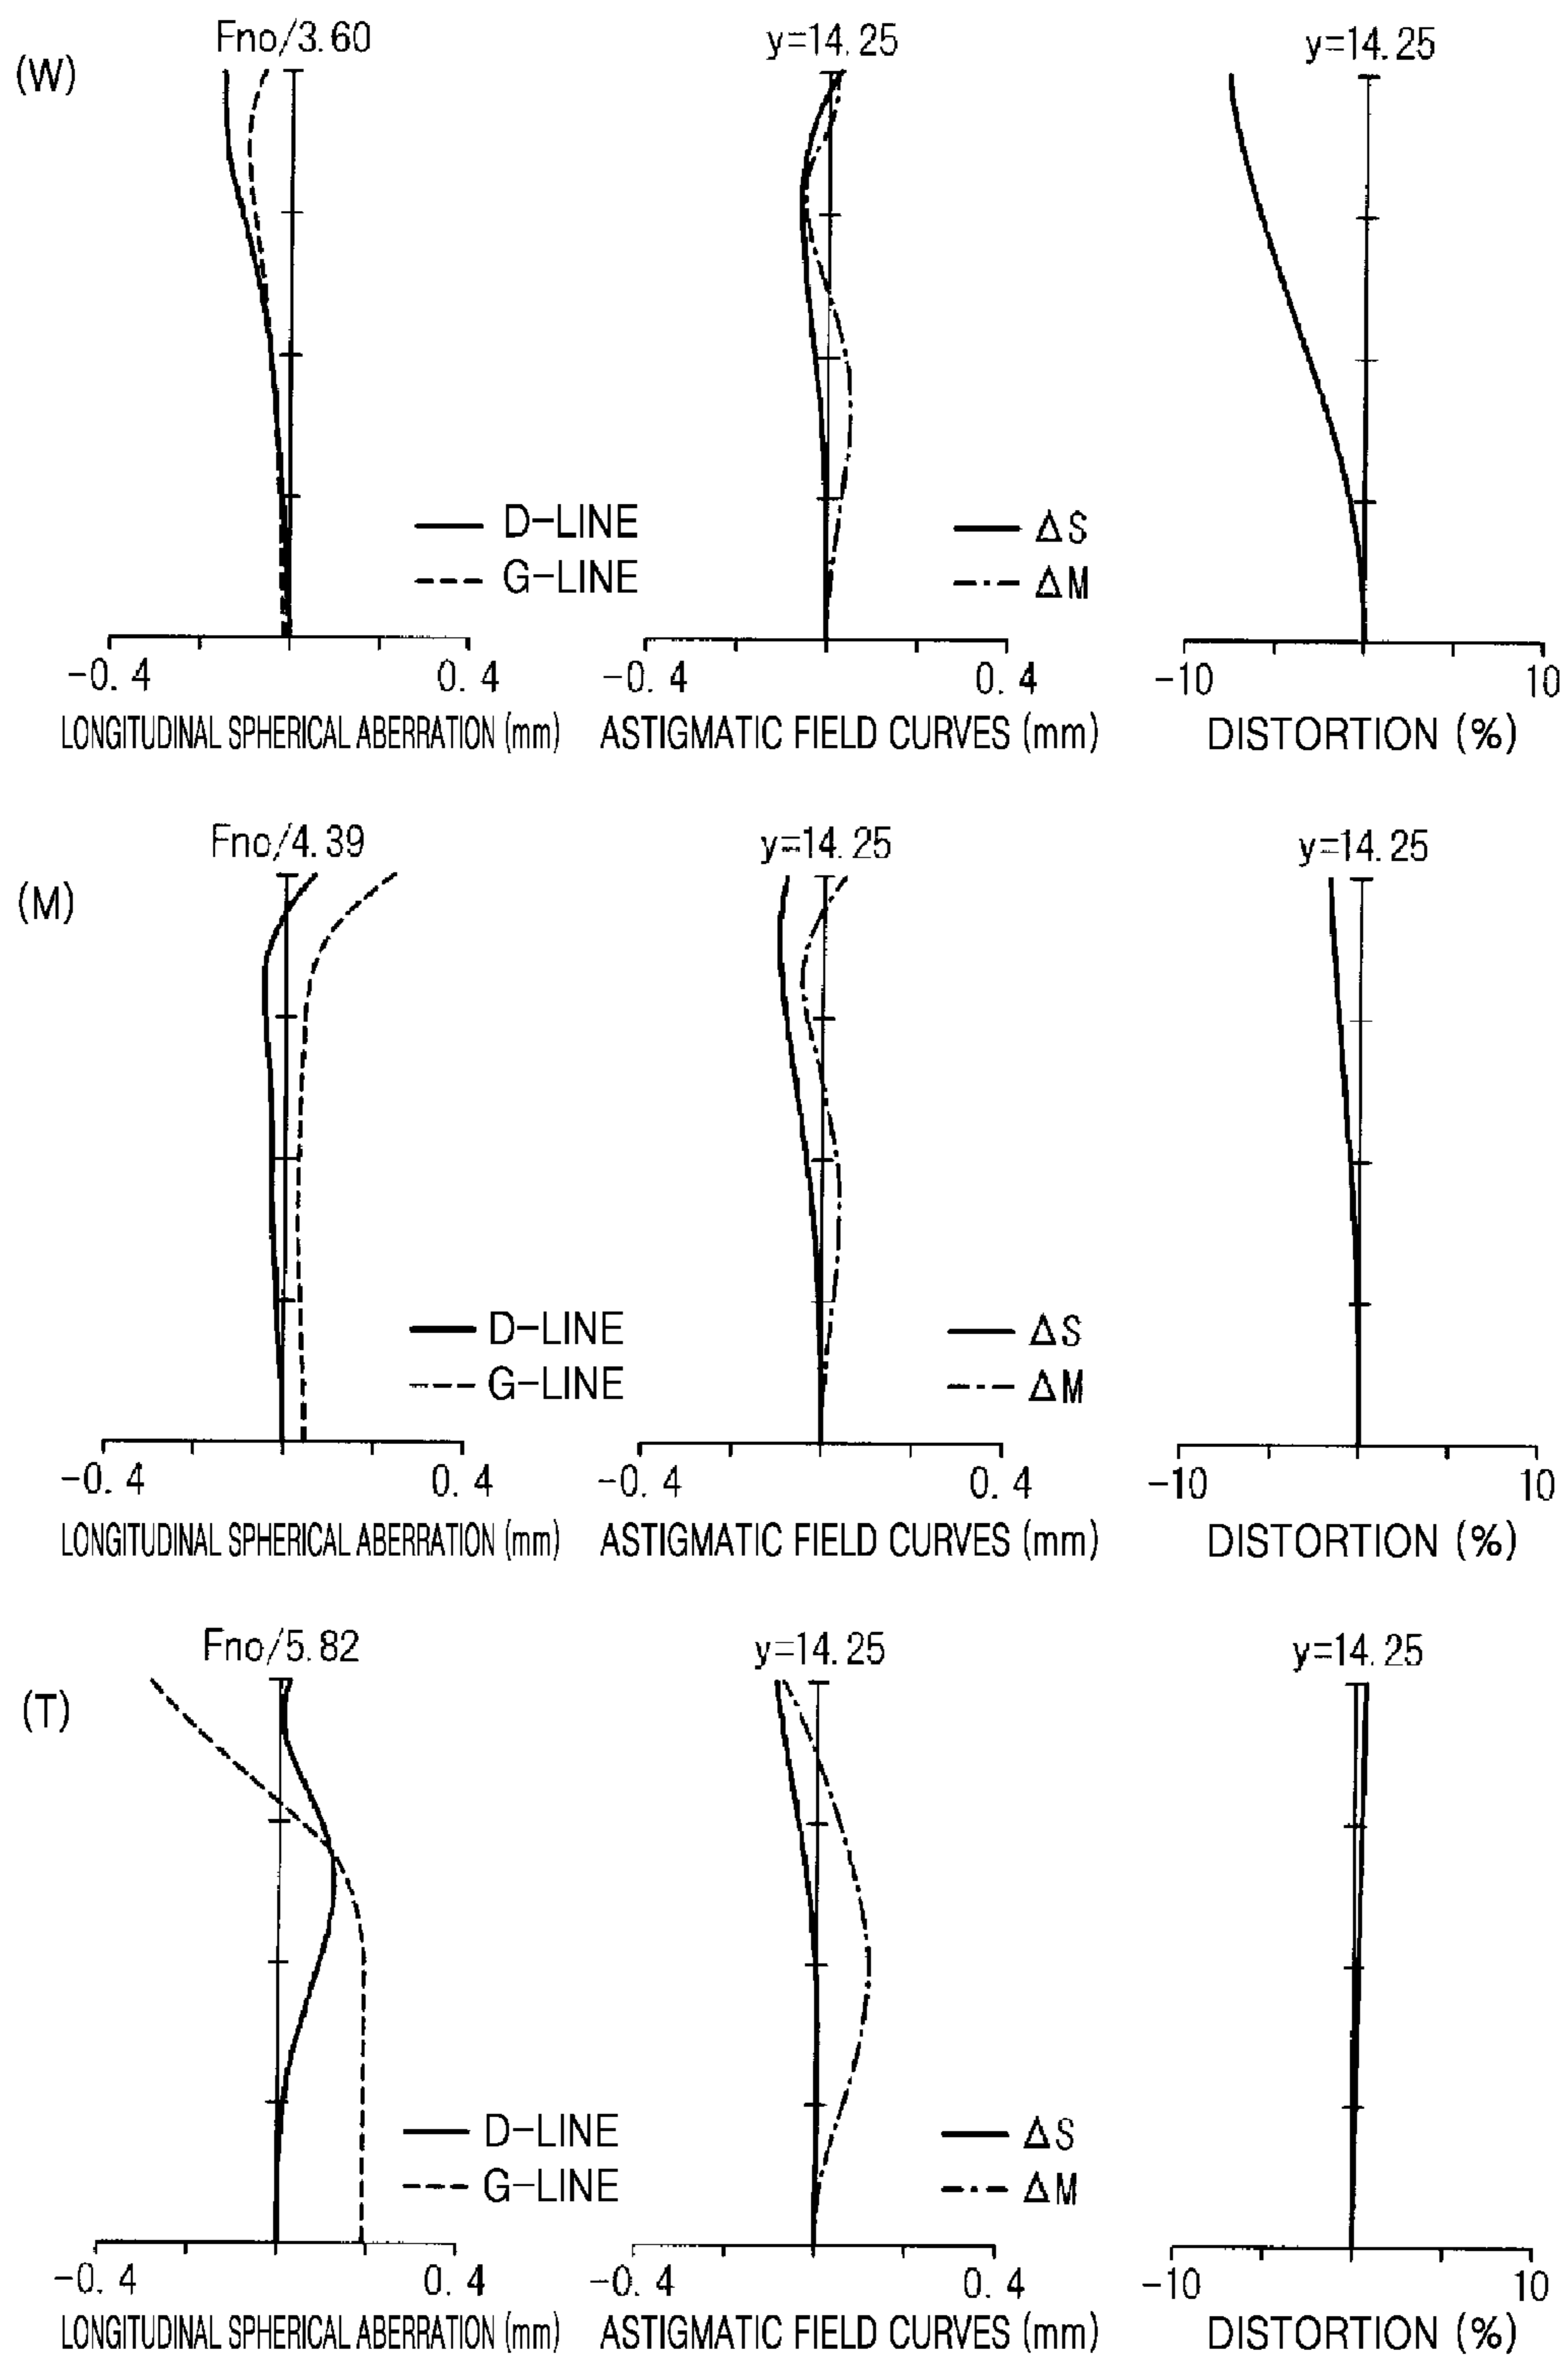 (W)
Fno/3.60
y=14.25
y=14.25
D-LINE
G-LINE
ΔS
ΔM
-0.4
0.4
-0.4
0.4
-10
10
LONGITUDINAL SPHERICAL ABERRATION (mm)
ASTIGMATIC FIELD CURVES (mm)
DISTORTION (%)
(M)
Fno/4.39
y=14.25
y=14.25
D-LINE
G-LINE
ΔS
ΔM
-0.4
0.4
-0.4
0.4
-10
10
LONGITUDINAL SPHERICAL ABERRATION (mm)
ASTIGMATIC FIELD CURVES (mm)
DISTORTION (%)
(T)
Fno/5.82
y=14.25
y=14.25
D-LINE
G-LINE
ΔS
ΔM
-0.4
0.4
-0.4
0.4
-10
10
LONGITUDINAL SPHERICAL ABERRATION (mm)
ASTIGMATIC FIELD CURVES (mm)
DISTORTION (%)